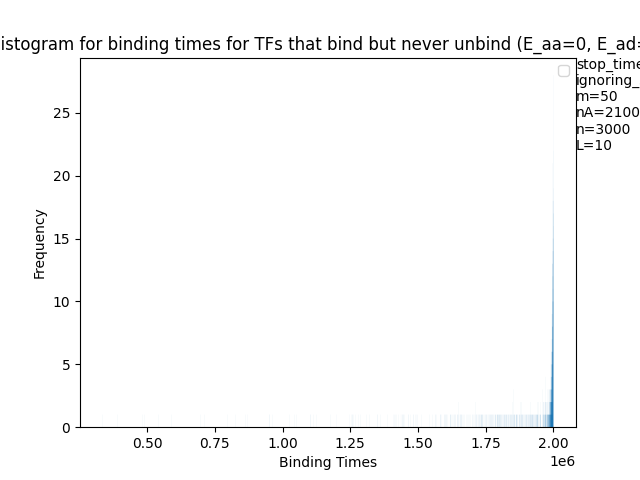 istogram for binding times for TFs that bind but never unbind (E_aa=0, E_ad=
stop_time
ignoring_
m=50
nA=2100
n=3000
L=10
Frequency
25
20
15
10
5
0
0.50 0.75 1.00 1.25 1.50 1.75 2.00
1e6
Binding Times